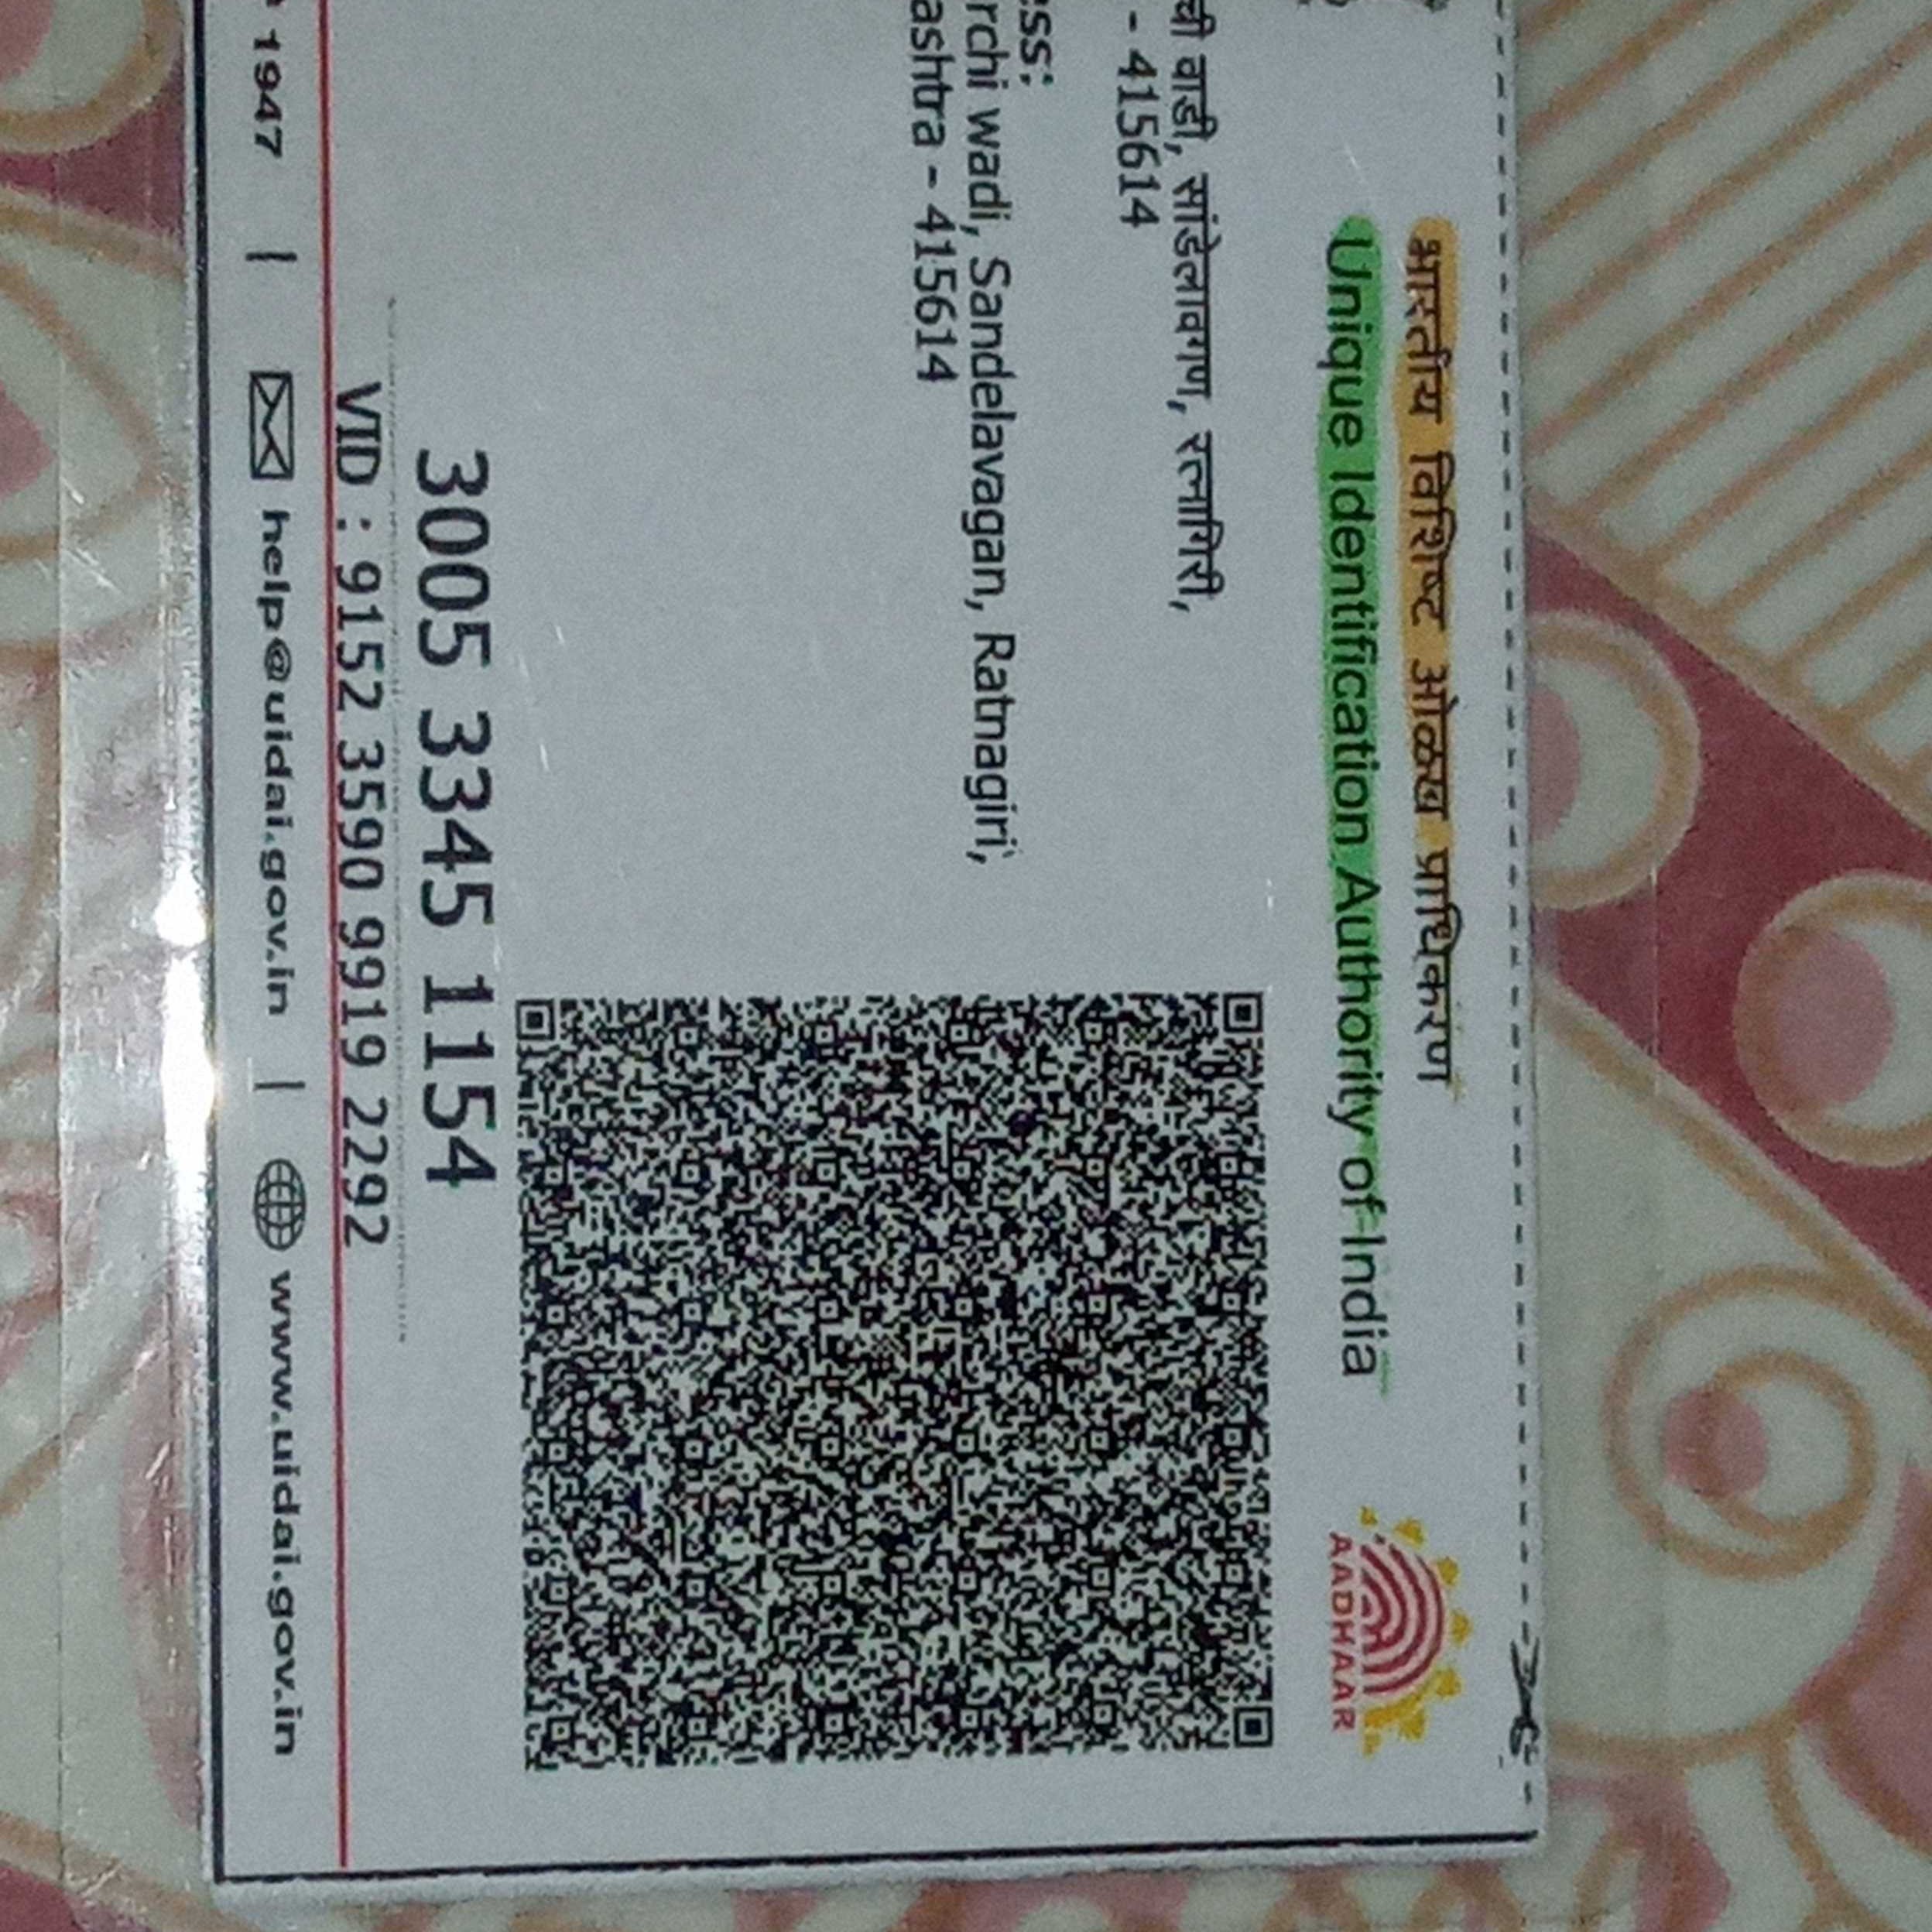 भारतीय विशिष्ट ओळख प्राधिकरण
Unique Identification Authority of India
AADHAAR
ची वाडी, सांडेलावगण, रत्नागिरी,
- 415614
ess:
rchi wadi, Sandelavagan, Ratnagiri,
ashtra - 415614
3005 3345 1154
VID : 9152 3590 9919 2292
1947 | help@uidai.gov.in | www.uidai.gov.in